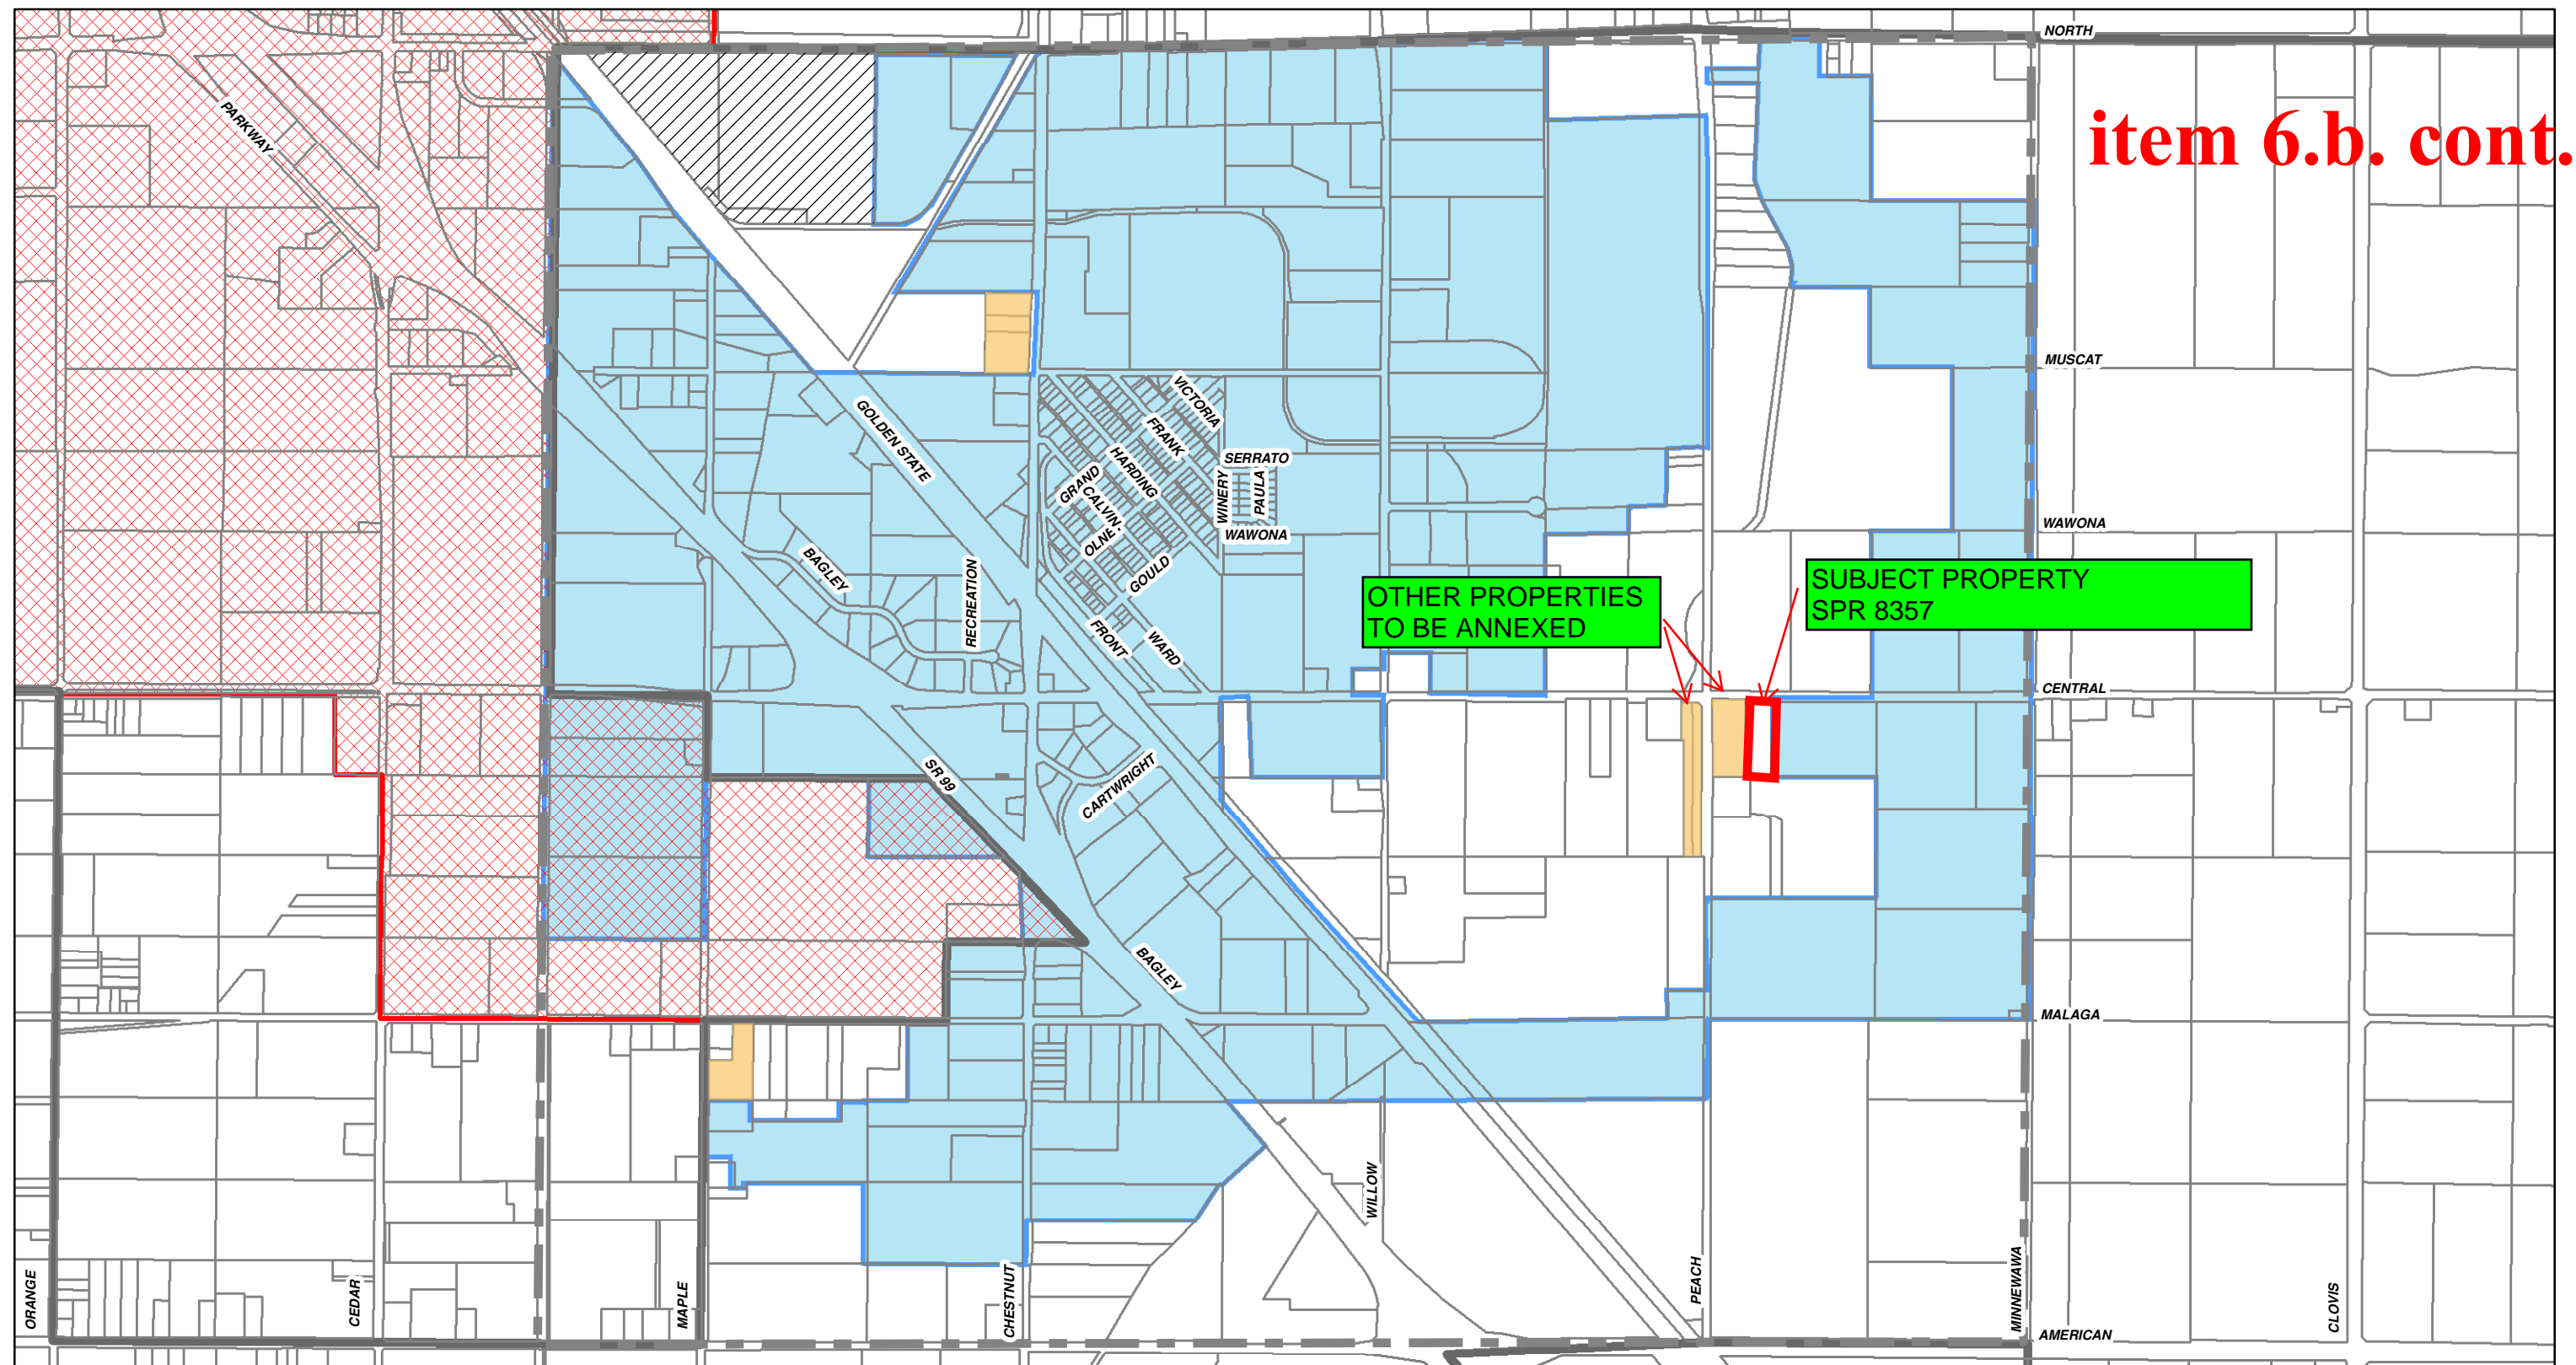 NORTH
item 6.b. cont.
PARKWAY
MUSCAT
VICTORIA
GOLDEN STATE
FRANK
SERRATO
HARDING
GRAND
WINERY
PAULA
CALVIN
WAWONA
OLNEY
WAWONA
BAGLEY
RECREATION
GOULD
OTHER PROPERTIES
TO BE ANNEXED
SUBJECT PROPERTY
SPR 8357
FRONT
WARD
CENTRAL
SR 99
CARTWRIGHT
BAGLEY
MALAGA
WILLOW
ORANGE
CEDAR
MAPLE
CHESTNUT
PEACH
MINNEWAWA
CLOVIS
AMERICAN